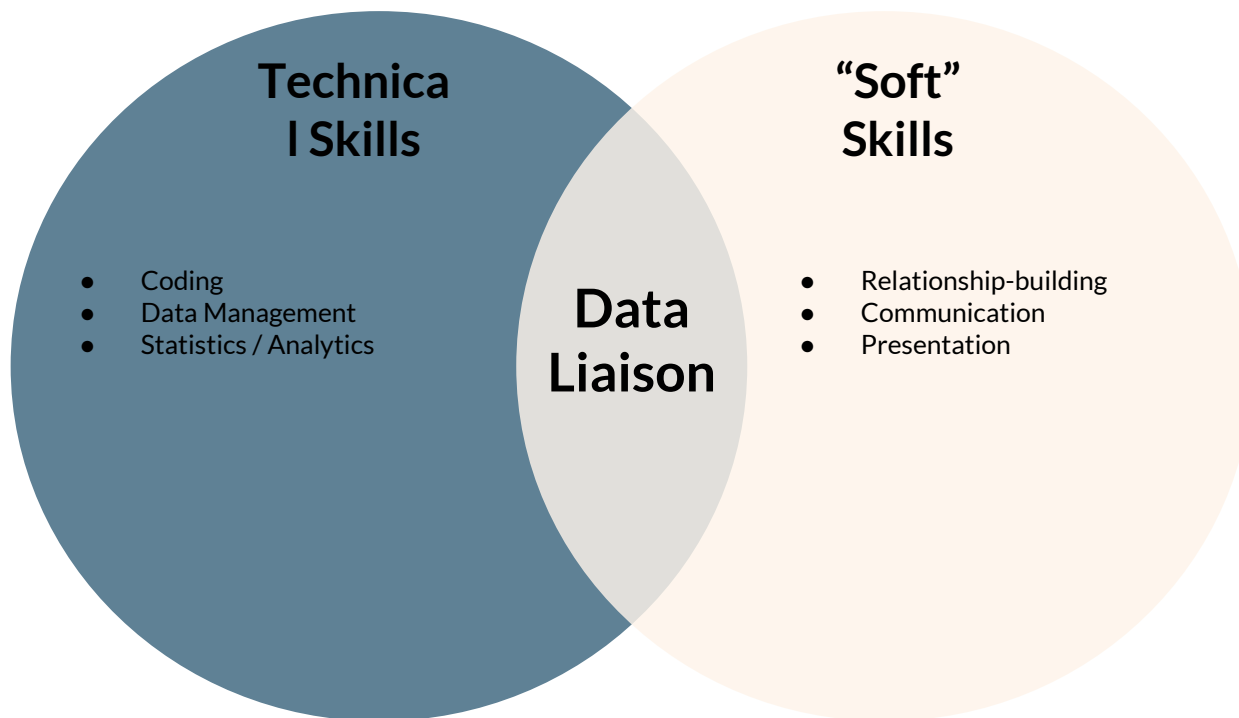 Technica
l Skills
● Coding
● Data Management
● Statistics / Analytics
Data
Liaison
“Soft”
Skills
● Relationship-building
● Communication
● Presentation